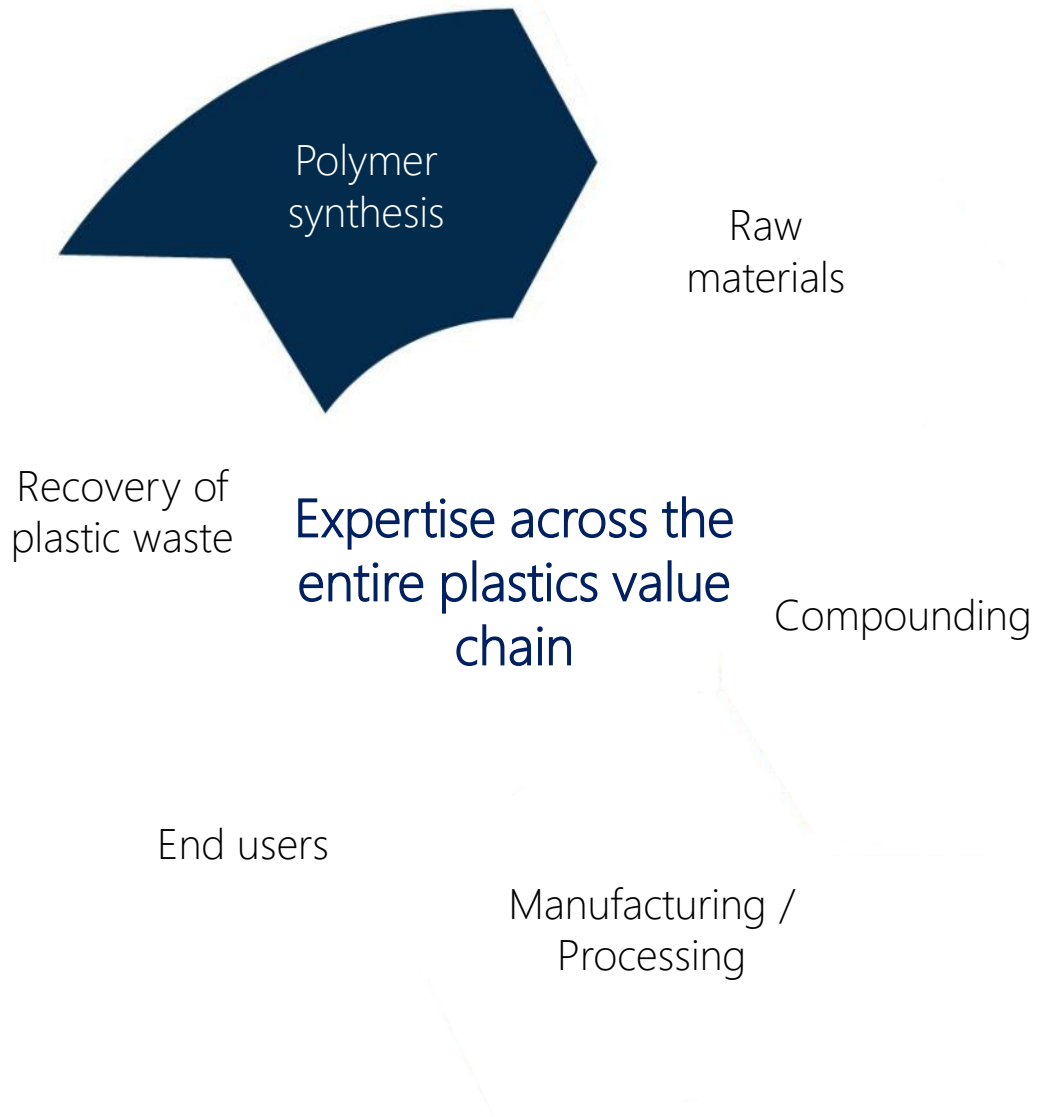 Polymer
synthesis
Raw
materials
Recovery of
plastic waste
Expertise across the
entire plastics value
chain
Compounding
End users
Manufacturing /
Processing